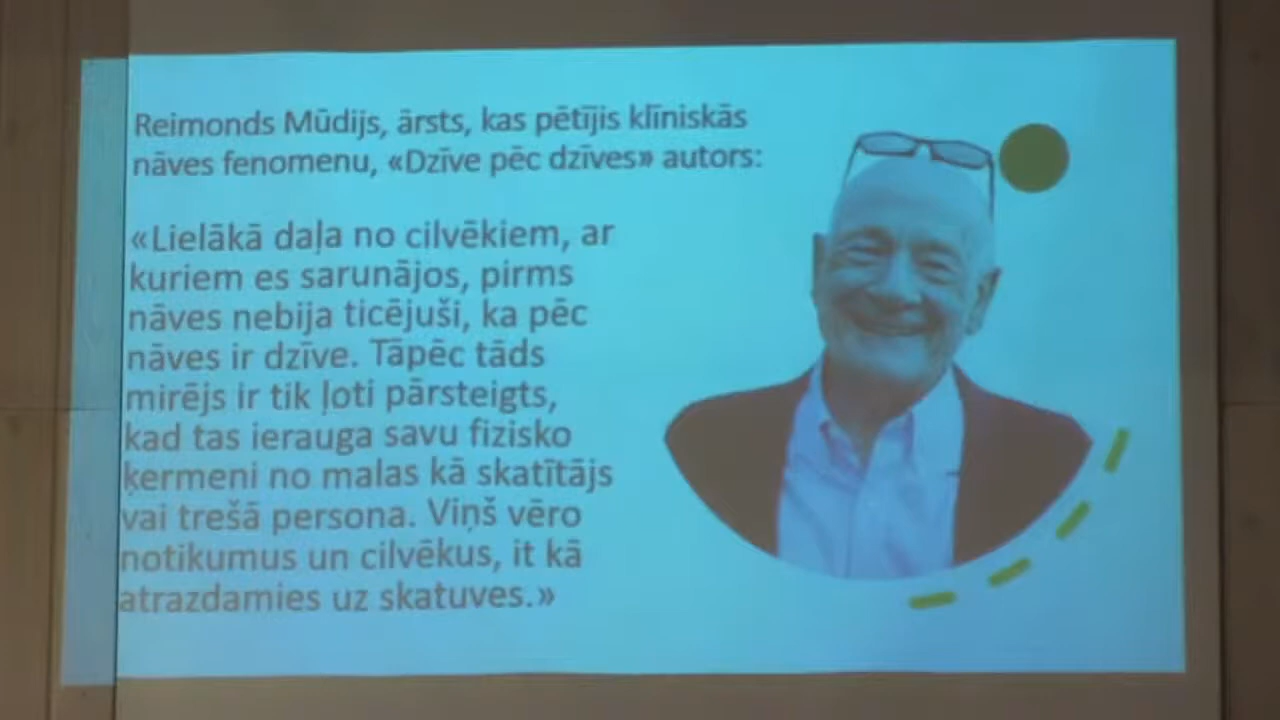 Reimonds Mūdijs, ārsts, kas pētījis klīniskās
nāves fenomenu, «Dzīve pēc dzīves» autors:
«Lielākā daļa no cilvēkiem, ar
kuriem es sarunājos, pirms
nāves nebija ticējuši, ka pēc
nāves ir dzīve. Tāpēc tāds
mirējs ir tik ļoti pārsteigts,
kad tas ierauga savu fizisko
ķermeni no malas kā skatītājs
vai trešā persona. Viņš vēro
notikumus un cilvēkus, it kā
atrazdamies uz skatuves.»